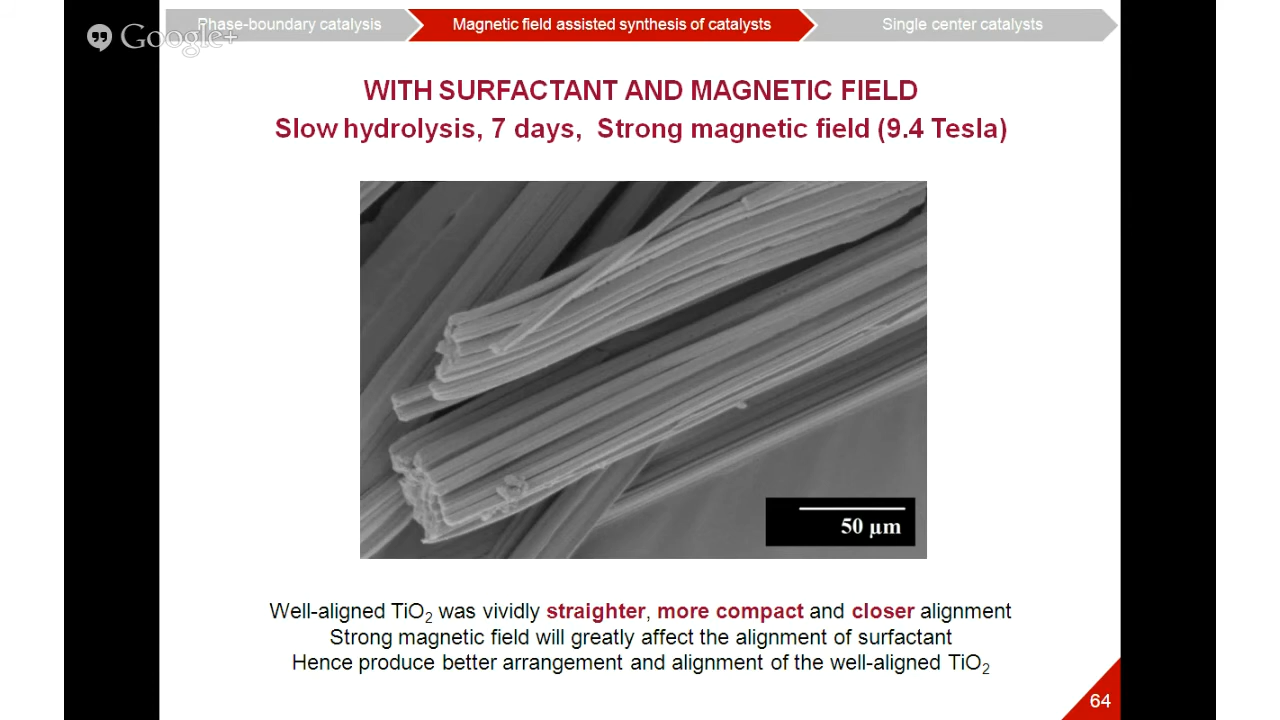 Phase-boundary catalysis
Magnetic field assisted synthesis of catalysts
Single center catalysts
Google+
WITH SURFACTANT AND MAGNETIC FIELD
Slow hydrolysis, 7 days, Strong magnetic field (9.4 Tesla)
50 µm
Well-aligned TiO2 was vividly straighter, more compact and closer alignment
Strong magnetic field will greatly affect the alignment of surfactant
Hence produce better arrangement and alignment of the well-aligned TiO2
64